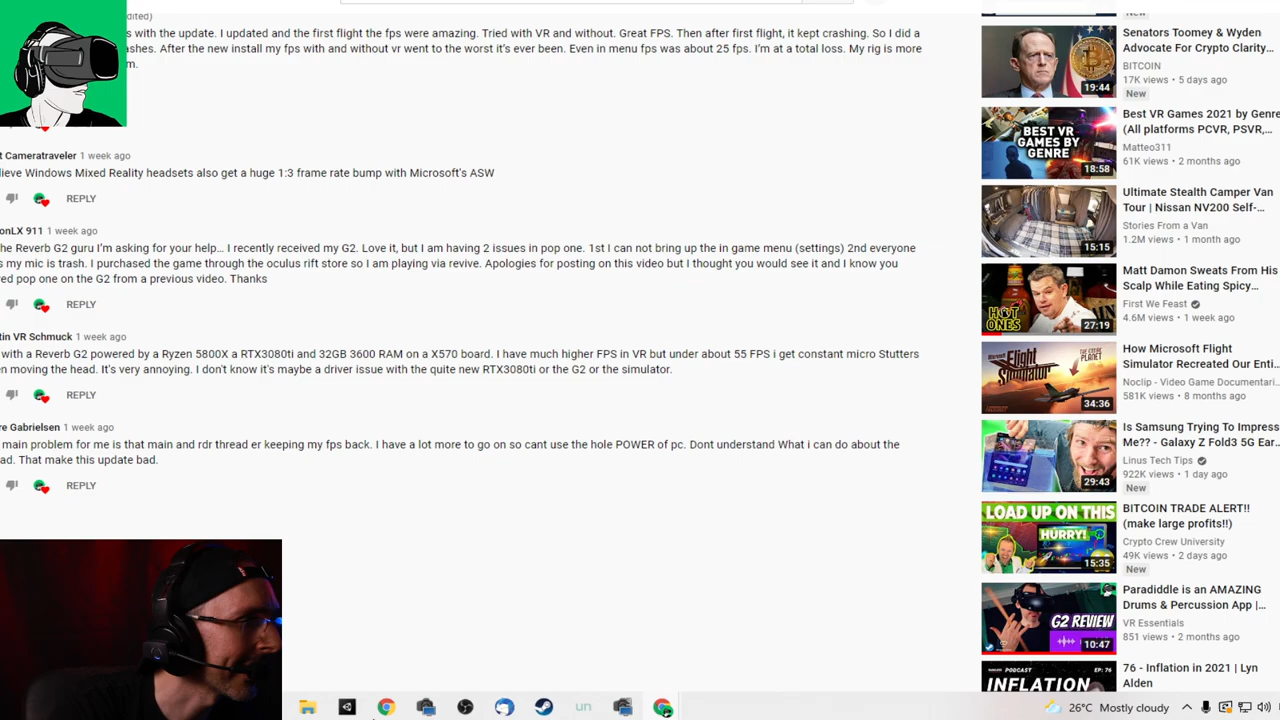 dited)
s with the update. I updated and the first flight the fps were amazing. Tried with VR and without. Great FPS. Then after first flight, it kept crashing. So I did a
ashes. After the new install my fps with and without vr went to the worst it's ever been. Even in menu fps was about 25 fps. I'm at a total loss. My rig is more
m.
t Cameratraveler 1 week ago
lieve Windows Mixed Reality headsets also get a huge 1:3 frame rate bump with Microsoft's ASW
REPLY
onLX 911 1 week ago
he Reverb G2 guru I'm asking for your help... I recently received my G2. Love it, but I am having 2 issues in pop one. 1st I can not bring up the in game menu (settings) 2nd everyone
s my mic is trash. I purchased the game through the oculus rift store and am playing via revive. Apologies for posting on this video but I thought you would see it and I know you
ed pop one on the G2 from a previous video. Thanks
REPLY
tin VR Schmuck 1 week ago
with a Reverb G2 powered by a Ryzen 5800X a RTX3080ti and 32GB 3600 RAM on a X570 board. I have much higher FPS in VR but under about 55 FPS i get constant micro Stutters
en moving the head. It's very annoying. I don't know it's maybe a driver issue with the quite new RTX3080ti or the G2 or the simulator.
REPLY
re Gabrielsen 1 week ago
main problem for me is that main and rdr thread er keeping my fps back. I have a lot more to go on so cant use the hole POWER of pc. Dont understand What i can do about the
ad. That make this update bad.
REPLY
New
Senators Toomey & Wyden
Advocate For Crypto Clarity...
BITCOIN
17K views • 5 days ago
New
19:44
Best VR Games 2021 by Genre
(All platforms PCVR, PSVR,...
Matteo311
61K views • 2 months ago
BEST VR
GAMES BY
GENRE
18:58
Ultimate Stealth Camper Van
Tour | Nissan NV200 Self-...
Stories From a Van
1.2M views • 1 month ago
15:15
Matt Damon Sweats From His
Scalp While Eating Spicy...
First We Feast
4.6M views • 1 week ago
HOT
ONES
27:19
How Microsoft Flight
Simulator Recreated Our Enti...
Noclip - Video Game Documentari...
581K views • 8 months ago
Flight
Simulator
THE ENTIRE
PLANET
34:36
Is Samsung Trying To Impress
Me?? - Galaxy Z Fold3 5G Ear...
Linus Tech Tips
922K views • 1 day ago
New
29:43
BITCOIN TRADE ALERT!!
(make large profits!!)
Crypto Crew University
49K views • 2 days ago
New
LOAD UP ON THIS
HURRY!
15:35
Paradiddle is an AMAZING
Drums & Percussion App |...
VR Essentials
851 views • 2 months ago
G2 REVIEW
10:47
76 - Inflation in 2021 | Lyn
Alden
PODCAST
EP: 76
INFLATION
un
26°C Mostly cloudy